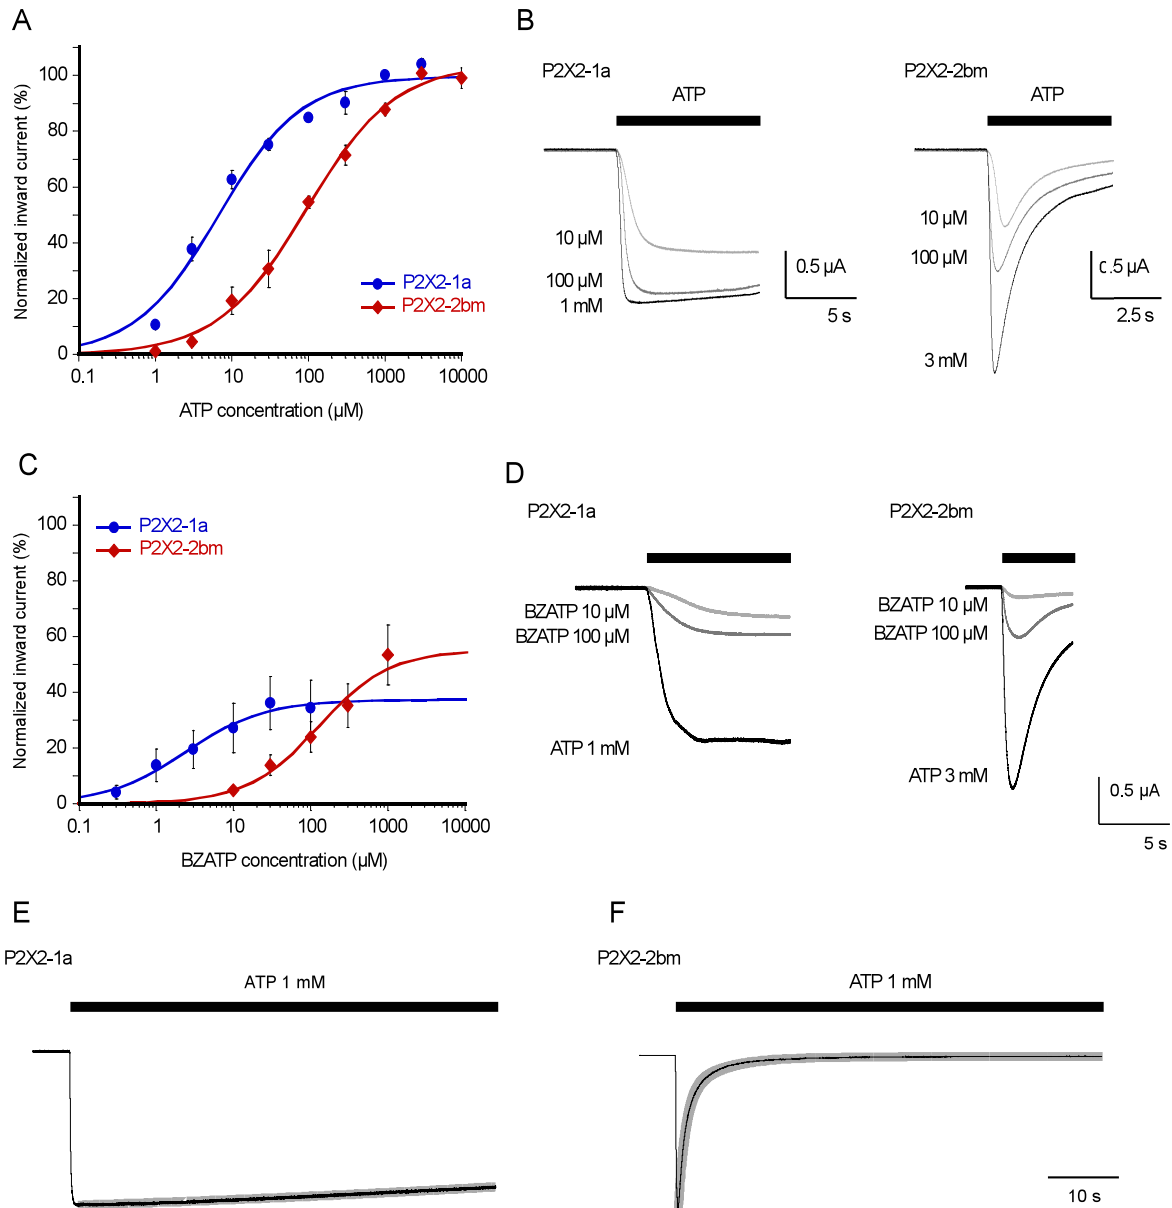 A
Normalized inward current (%)
100
80
60
40
20
0
0.1
1
10
100
1000
10000
ATP concentration (µM)
P2X2-1a
P2X2-2bm
B
P2X2-1a
ATP
10 µM
100 µM
1 mM
0.5 µA
5 s
P2X2-2bm
ATP
10 µM
100 µM
3 mM
0.5 µA
2.5 s
C
Normalized inward current (%)
100
80
60
40
20
0
0.1
1
10
100
1000
10000
BZATP concentration (µM)
P2X2-1a
P2X2-2bm
D
P2X2-1a
BZATP 10 µM
BZATP 100 µM
ATP 1 mM
P2X2-2bm
BZATP 10 µM
BZATP 100 µM
ATP 3 mM
0.5 µA
5 s
E
P2X2-1a
ATP 1 mM
F
P2X2-2bm
ATP 1 mM
10 s